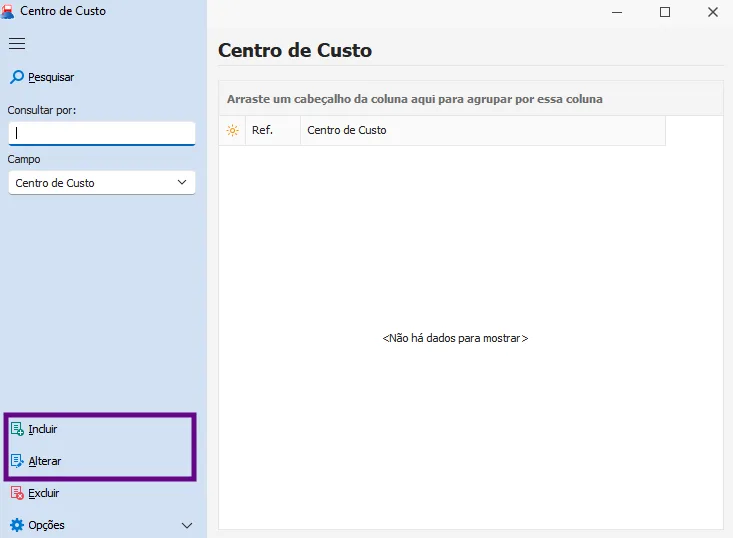 Centro de Custo
Pesquisar
Consultar por:
Campo
Centro de Custo
Incluir
Alterar
Excluir
Opções
Centro de Custo
Arraste um cabeçalho da coluna aqui para agrupar por essa coluna
Ref. Centro de Custo
<Não há dados para mostrar>